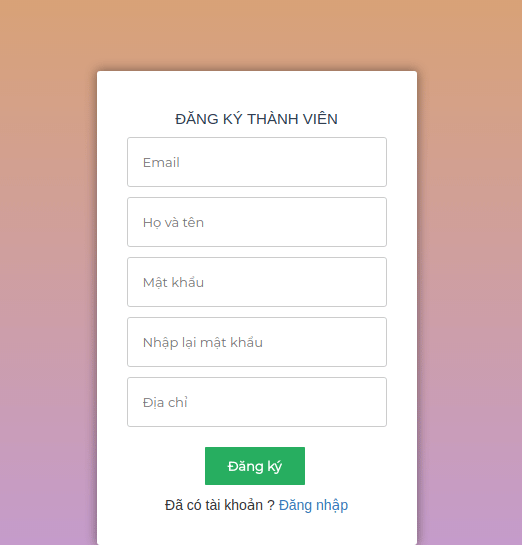 ĐĂNG KÝ THÀNH VIÊN
Email
Họ và tên
Mật khẩu
Nhập lại mật khẩu
Địa chỉ
Đăng ký
Đã có tài khoản ? Đăng nhập